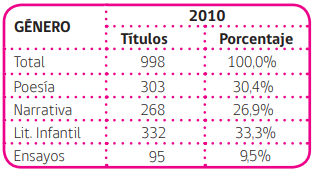 GÉNERO
2010
Títulos Porcentaje
Total 998 100,0%
Poesía 303 30,4%
Narrativa 268 26,9%
Lit. Infantil 332 33,3%
Ensayos 95 9,5%